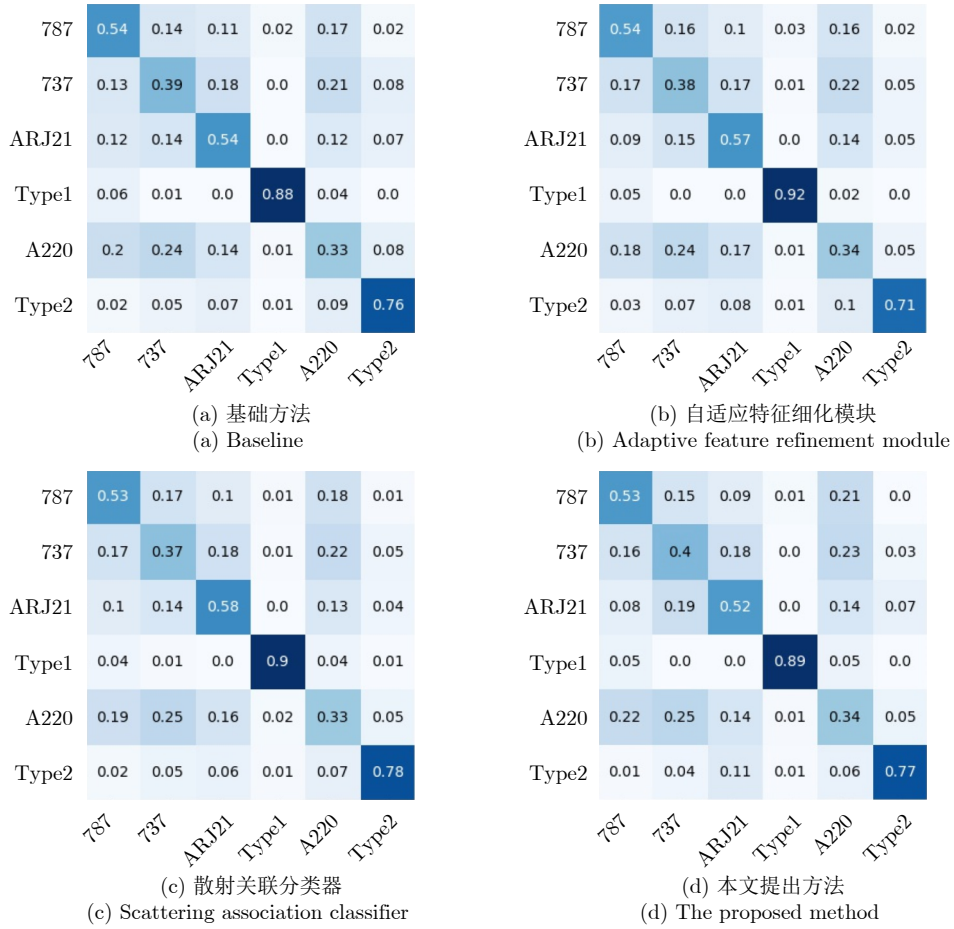 787 0.54 0.14 0.11 0.02 0.17 0.02
737 0.13 0.39 0.18 0.0 0.21 0.08
ARJ21 0.12 0.14 0.54 0.0 0.12 0.07
Type1 0.06 0.01 0.0 0.88 0.04 0.0
A220 0.2 0.24 0.14 0.01 0.33 0.08
Type2 0.02 0.05 0.07 0.01 0.09 0.76
787 737 ARJ21 Type1 A220 Type2
(a) 基础方法
(a) Baseline
787 0.54 0.16 0.1 0.03 0.16 0.02
737 0.17 0.38 0.17 0.01 0.22 0.05
ARJ21 0.09 0.15 0.57 0.0 0.14 0.05
Type1 0.05 0.0 0.0 0.92 0.02 0.0
A220 0.18 0.24 0.17 0.01 0.34 0.05
Type2 0.03 0.07 0.08 0.01 0.1 0.71
787 737 ARJ21 Type1 A220 Type2
(b) 自适应特征细化模块
(b) Adaptive feature refinement module
787 0.53 0.17 0.1 0.01 0.18 0.01
737 0.17 0.37 0.18 0.01 0.22 0.05
ARJ21 0.1 0.14 0.58 0.0 0.13 0.04
Type1 0.04 0.01 0.0 0.9 0.04 0.01
A220 0.19 0.25 0.16 0.02 0.33 0.05
Type2 0.02 0.05 0.06 0.01 0.07 0.78
787 737 ARJ21 Type1 A220 Type2
(c) 散射关联分类器
(c) Scattering association classifier
787 0.53 0.15 0.09 0.01 0.21 0.0
737 0.16 0.4 0.18 0.0 0.23 0.03
ARJ21 0.08 0.19 0.52 0.0 0.14 0.07
Type1 0.05 0.0 0.0 0.89 0.05 0.0
A220 0.22 0.25 0.14 0.01 0.34 0.05
Type2 0.01 0.04 0.11 0.01 0.06 0.77
787 737 ARJ21 Type1 A220 Type2
(d) 本文提出方法
(d) The proposed method